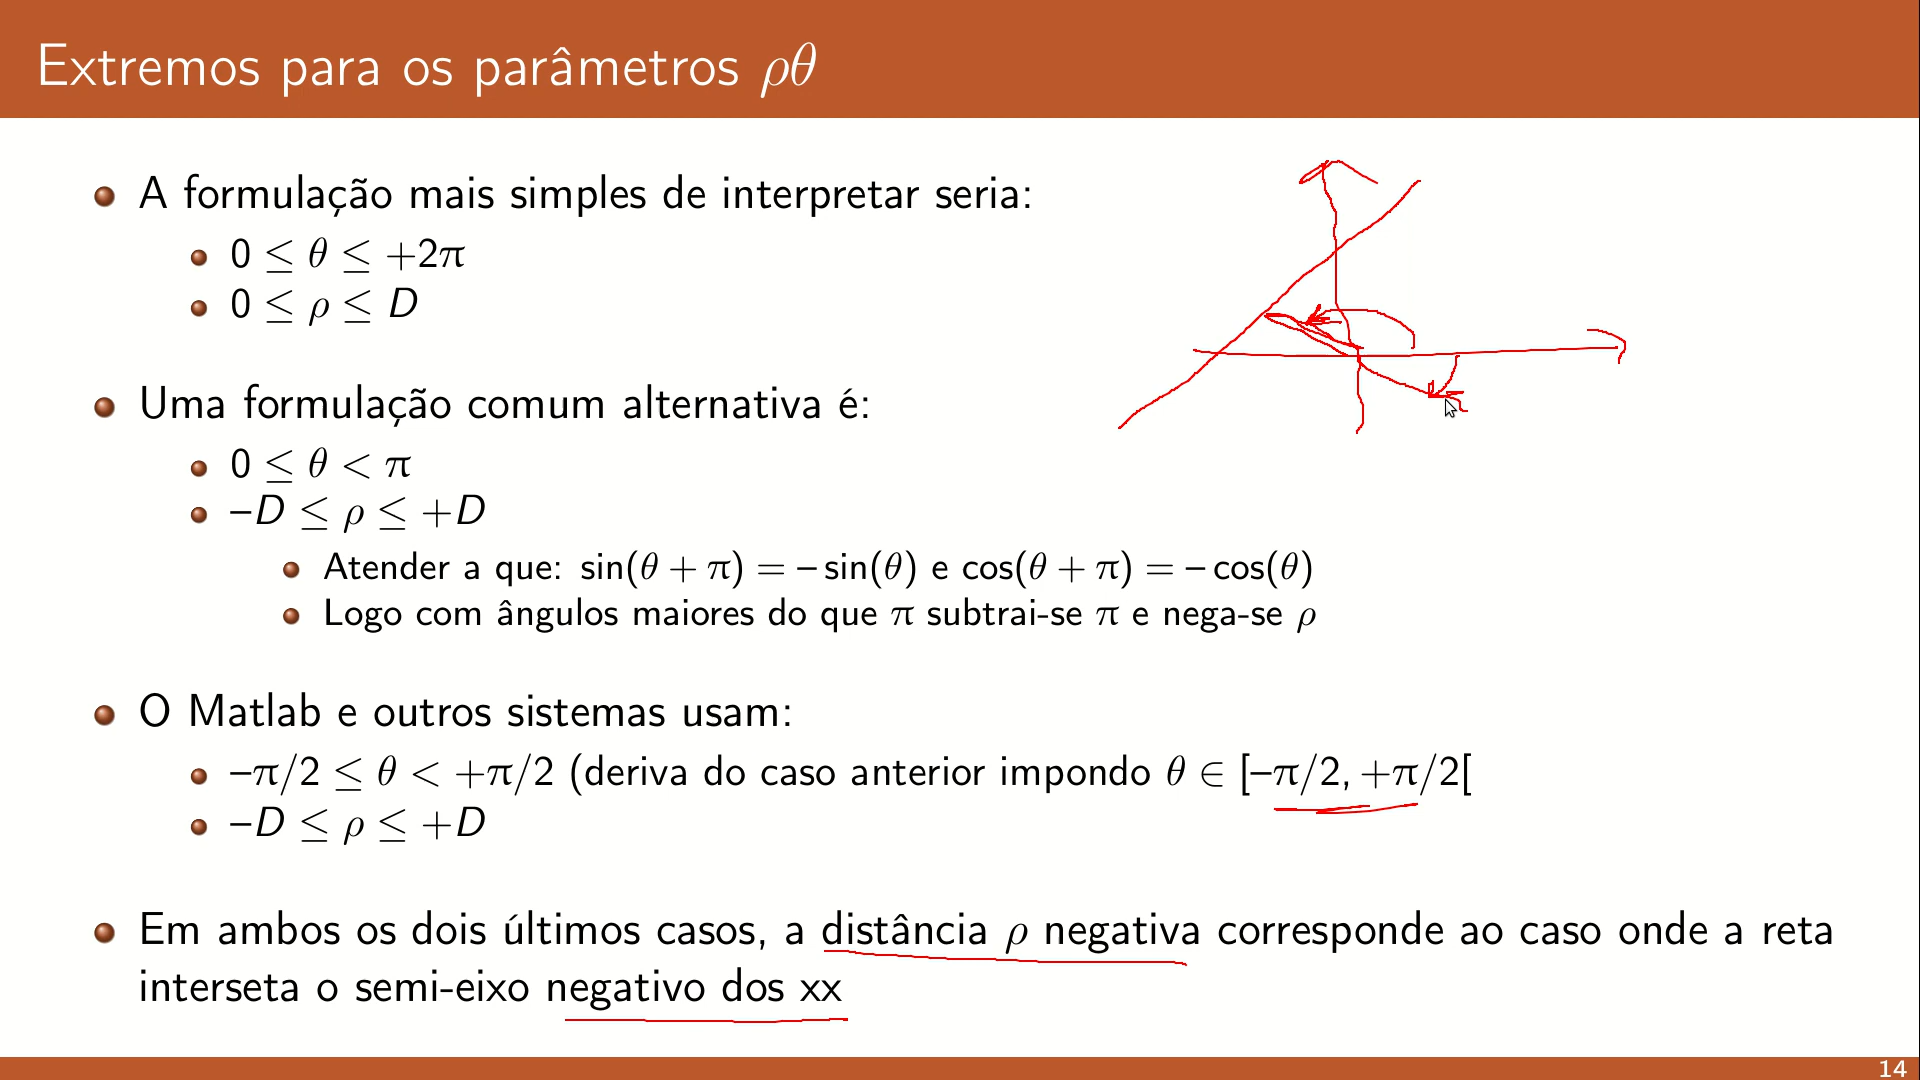 Extremos para os parâmetros ρθ
A formulação mais simples de interpretar seria:
0 ≤ θ ≤ +2π
0 ≤ ρ ≤ D
Uma formulação comum alternativa é:
0 ≤ θ < π
–D ≤ ρ ≤ +D
Atender a que: sin(θ + π) = – sin(θ) e cos(θ + π) = – cos(θ)
Logo com ângulos maiores do que π subtrai-se π e nega-se ρ
O Matlab e outros sistemas usam:
–π/2 ≤ θ < +π/2 (deriva do caso anterior impondo θ ∈ [–π/2, +π/2[
–D ≤ ρ ≤ +D
Em ambos os dois últimos casos, a distância ρ negativa corresponde ao caso onde a reta
interseta o semi-eixo negativo dos xx
14